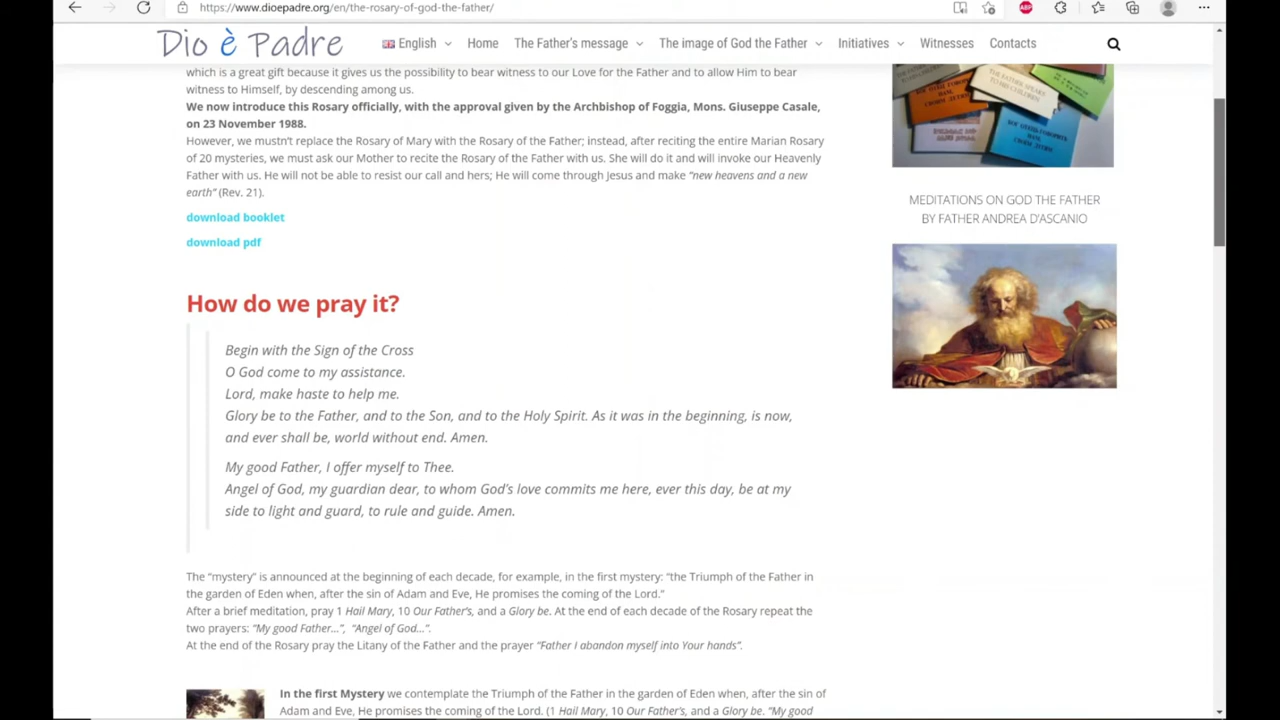 https://www.dioepadre.org/en/the-rosary-of-god-the-father/
ABP
Dio è Padre
English Home The Father's message The image of God the Father Initiatives Witnesses Contacts
which is a great gift because it gives us the possibility to bear witness to our Love for the Father and to allow Him to bear
witness to Himself, by descending among us.
We now introduce this Rosary officially, with the approval given by the Archbishop of Foggia, Mons. Giuseppe Casale,
on 23 November 1988.
However, we mustn't replace the Rosary of Mary with the Rosary of the Father; instead, after reciting the entire Marian Rosary
of 20 mysteries, we must ask our Mother to recite the Rosary of the Father with us. She will do it and will invoke our Heavenly
Father with us. He will not be able to resist our call and hers; He will come through Jesus and make “new heavens and a new
earth” (Rev. 21).
download booklet
download pdf
How do we pray it?
Begin with the Sign of the Cross
O God come to my assistance.
Lord, make haste to help me.
Glory be to the Father, and to the Son, and to the Holy Spirit. As it was in the beginning, is now,
and ever shall be, world without end. Amen.
My good Father, I offer myself to Thee.
Angel of God, my guardian dear, to whom God's love commits me here, ever this day, be at my
side to light and guard, to rule and guide. Amen.
The “mystery” is announced at the beginning of each decade, for example, in the first mystery: “the Triumph of the Father in
the garden of Eden when, after the sin of Adam and Eve, He promises the coming of the Lord.”
After a brief meditation, pray 1 Hail Mary, 10 Our Father's, and a Glory be. At the end of each decade of the Rosary repeat the
two prayers: “My good Father...”, “Angel of God...”.
At the end of the Rosary pray the Litany of the Father and the prayer “Father I abandon myself into Your hands”.
In the first Mystery we contemplate the Triumph of the Father in the garden of Eden when, after the sin of
Adam and Eve, He promises the coming of the Lord. (1 Hail Mary, 10 Our Father's, and a Glory be. “My good
THE FATHER
SPEAKS
TO HIS CHILDREN
MEDITATIONS ON GOD THE FATHER
BY FATHER ANDREA D'ASCANIO